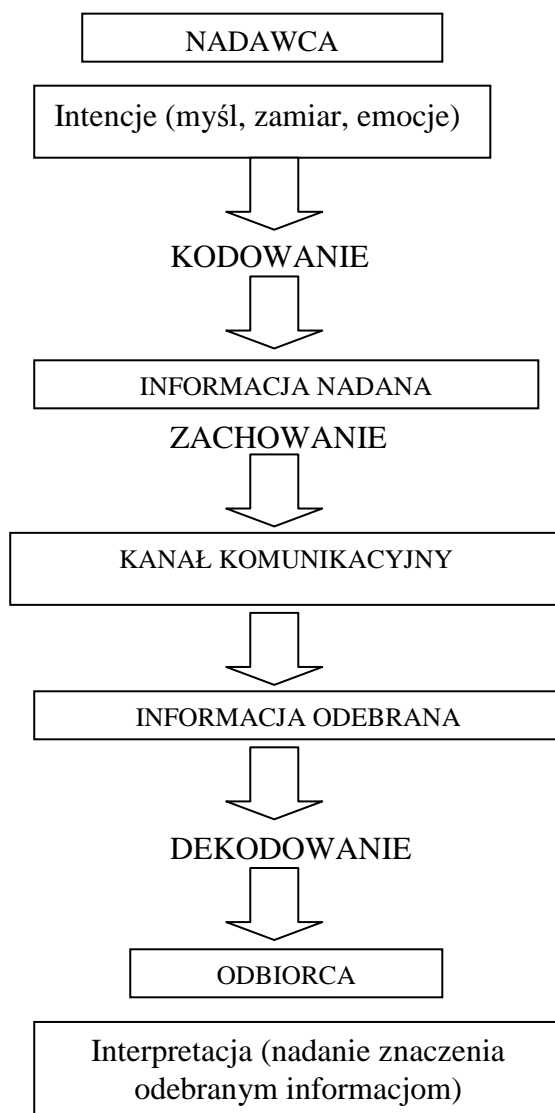 NADAWCA
Intencje (myśl, zamiar, emocje)
KODOWANIE
INFORMACJA NADANA
ZACHOWANIE
KANAŁ KOMUNIKACYJNY
INFORMACJA ODEBRANA
DEKODOWANIE
ODBIORCA
Interpretacja (nadanie znaczenia
odebranym informacjom)